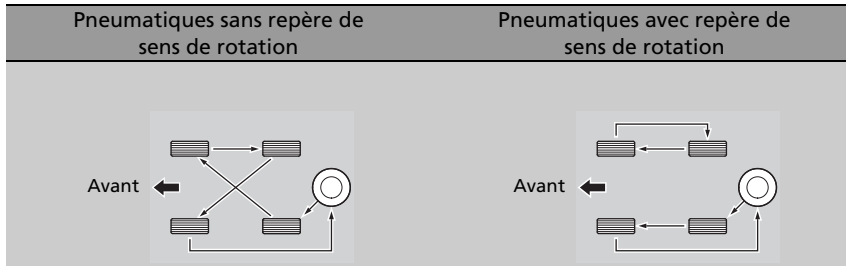 Pneumatiques sans repère de
sens de rotation
Pneumatiques avec repère de
sens de rotation
Avant
Avant